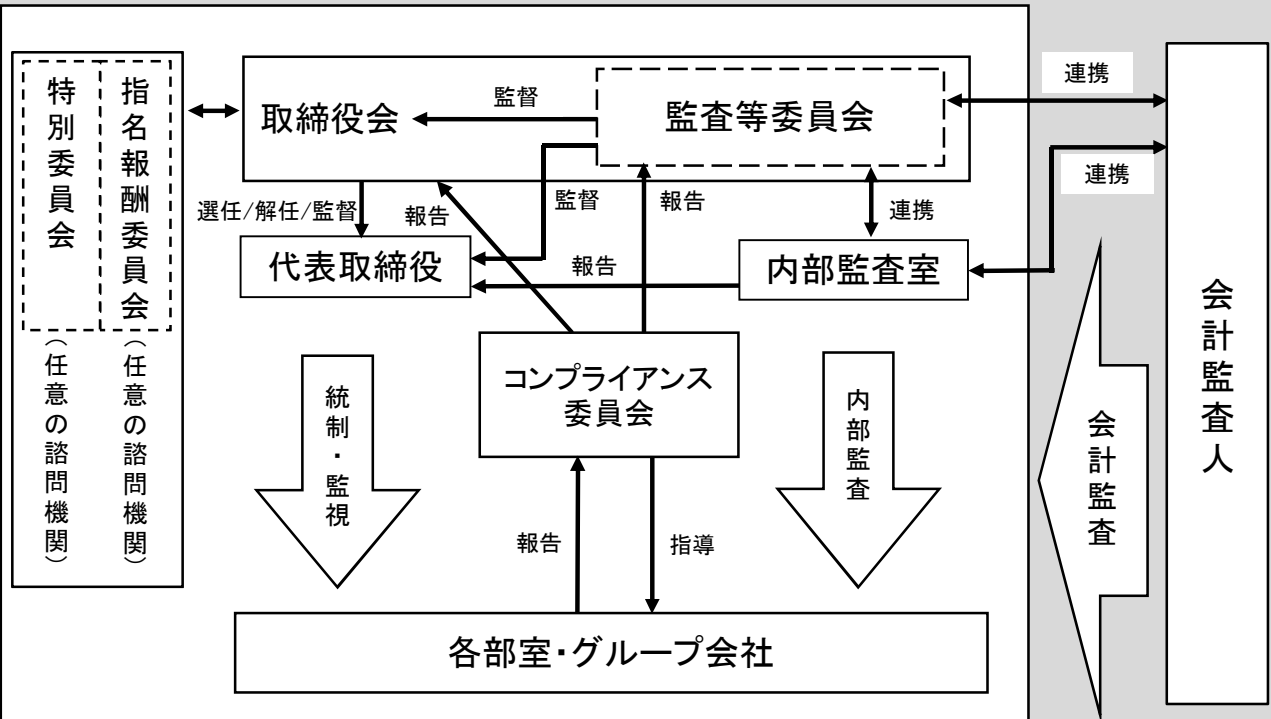 特別委員会
（任意の諮問機関）
指名報酬委員会
（任意の諮問機関）
取締役会
監督
監査等委員会
連携
連携
選任/解任/監督
報告
監督
報告
連携
代表取締役
報告
内部監査室
コンプライアンス
委員会
統制・監視
内部監査
会計監査
会計監査人
報告
指導
各部室・グループ会社